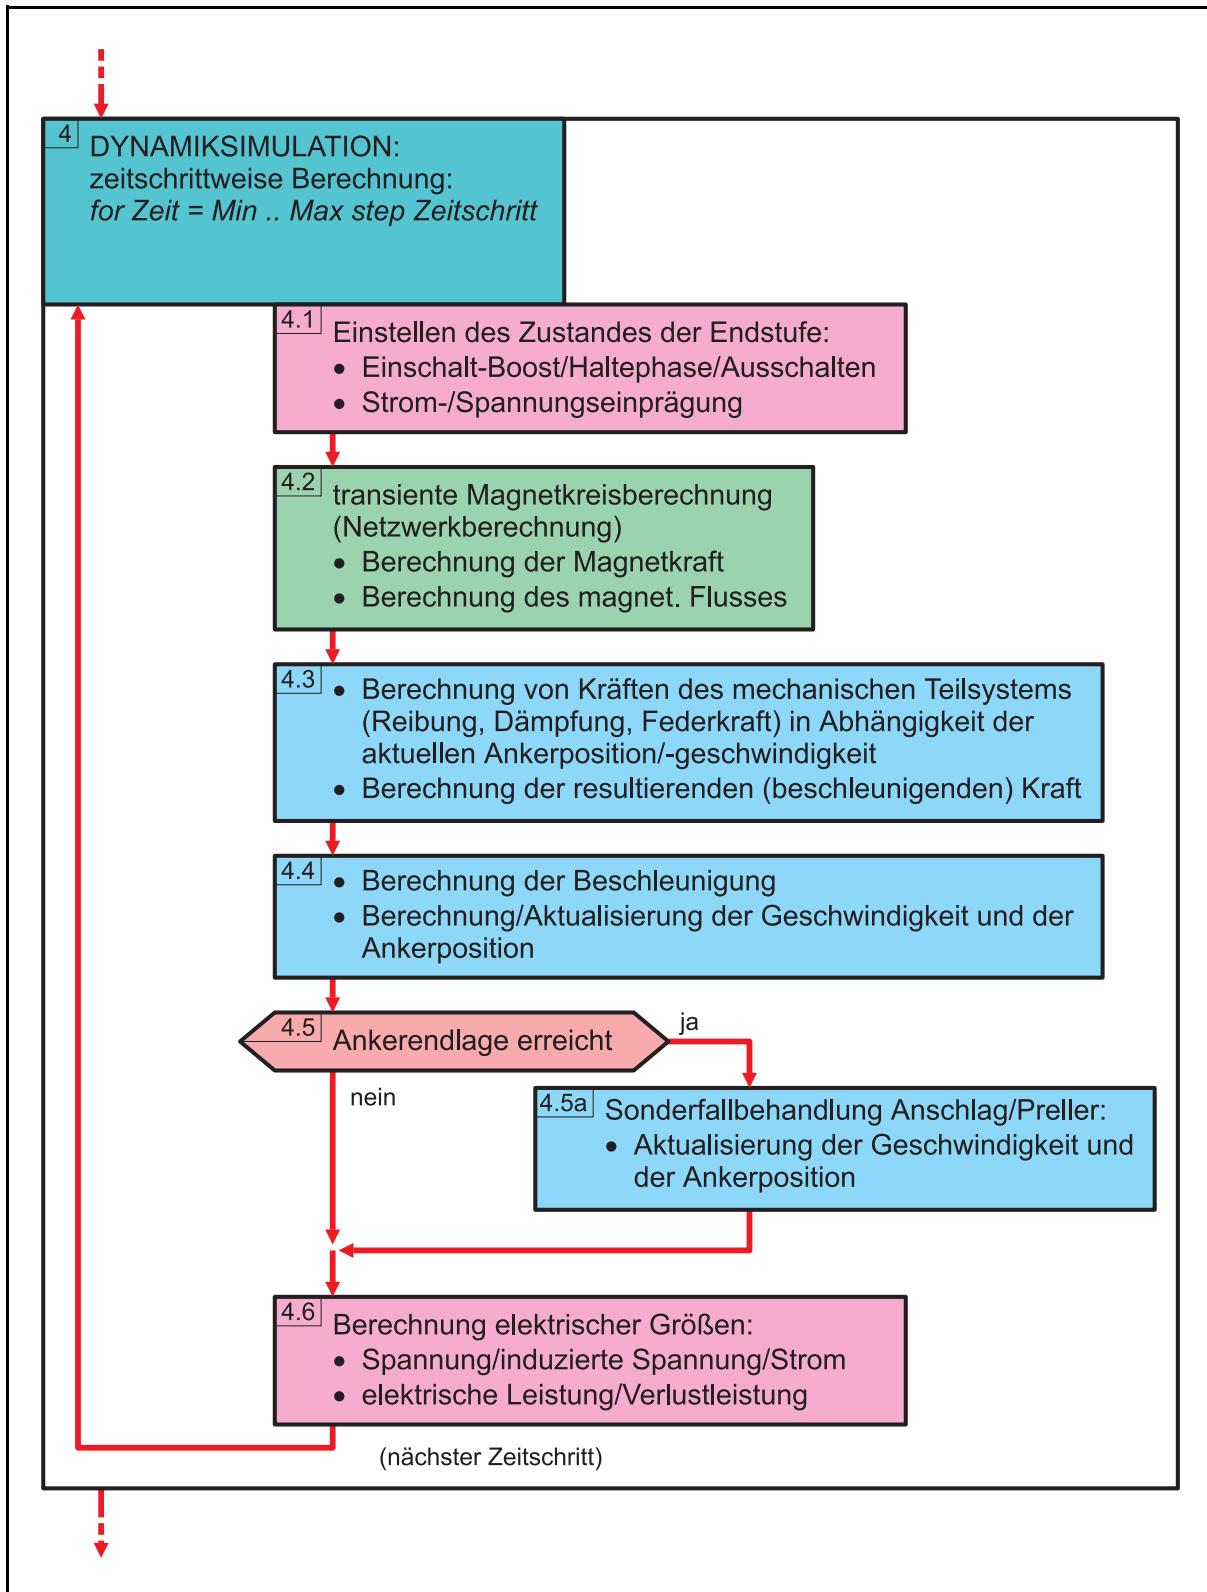 4
DYNAMIKSIMULATION:
zeitschrittweise Berechnung:
for Zeit = Min .. Max step Zeitschritt
4.1
Einstellen des Zustandes der Endstufe:
• Einschalt-Boost/Haltephase/Ausschalten
• Strom-/Spannungseinprägung
4.2
transiente Magnetkreisberechnung
(Netzwerkberechnung)
• Berechnung der Magnetkraft
• Berechnung des magnet. Flusses
4.3
• Berechnung von Kräften des mechanischen Teilsystems
(Reibung, Dämpfung, Federkraft) in Abhängigkeit der
aktuellen Ankerposition/-geschwindigkeit
• Berechnung der resultierenden (beschleunigenden) Kraft
4.4
• Berechnung der Beschleunigung
• Berechnung/Aktualisierung der Geschwindigkeit und der
Ankerposition
4.5
Ankerendlage erreicht
ja
nein
4.5a
Sonderfallbehandlung Anschlag/Preller:
• Aktualisierung der Geschwindigkeit und
der Ankerposition
4.6
Berechnung elektrischer Größen:
• Spannung/induzierte Spannung/Strom
• elektrische Leistung/Verlustleistung
(nächster Zeitschritt)